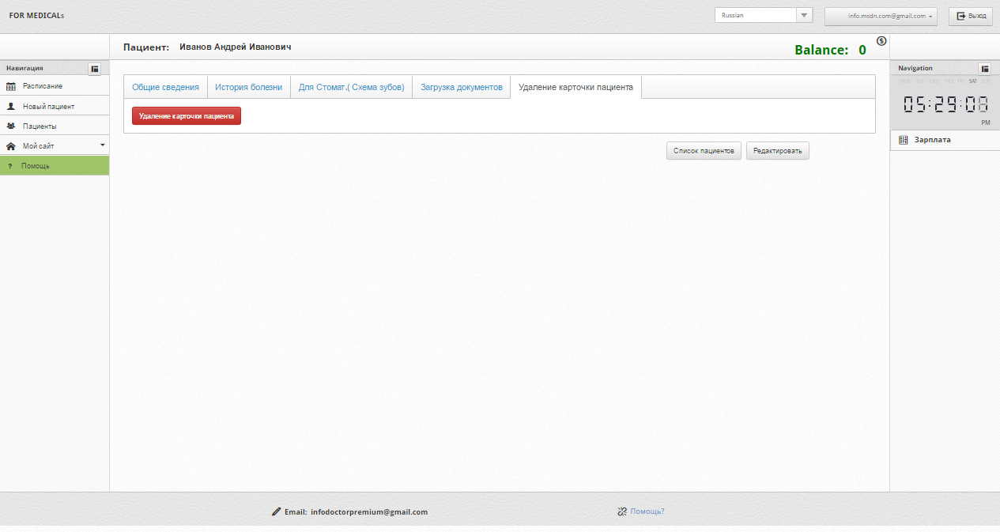 FOR MEDICALs
Russian
info.msdn.com@gmail.com
Выход
Пациент: Иванов Андрей Иванович
Balance: 0
Навигация
Расписание
Новый пациент
Пациенты
Мой сайт
? Помощь
Общие сведения
История болезни
Для Стомат.( Схема зубов)
Загрузка документов
Удаление карточки пациента
Удаление карточки пациента
Список пациентов
Редактировать
Navigation
MON TUE WED THU FRI SAT SUN
05:29:08
PM
Зарплата
Email: infodoctorpremium@gmail.com
Помощь?